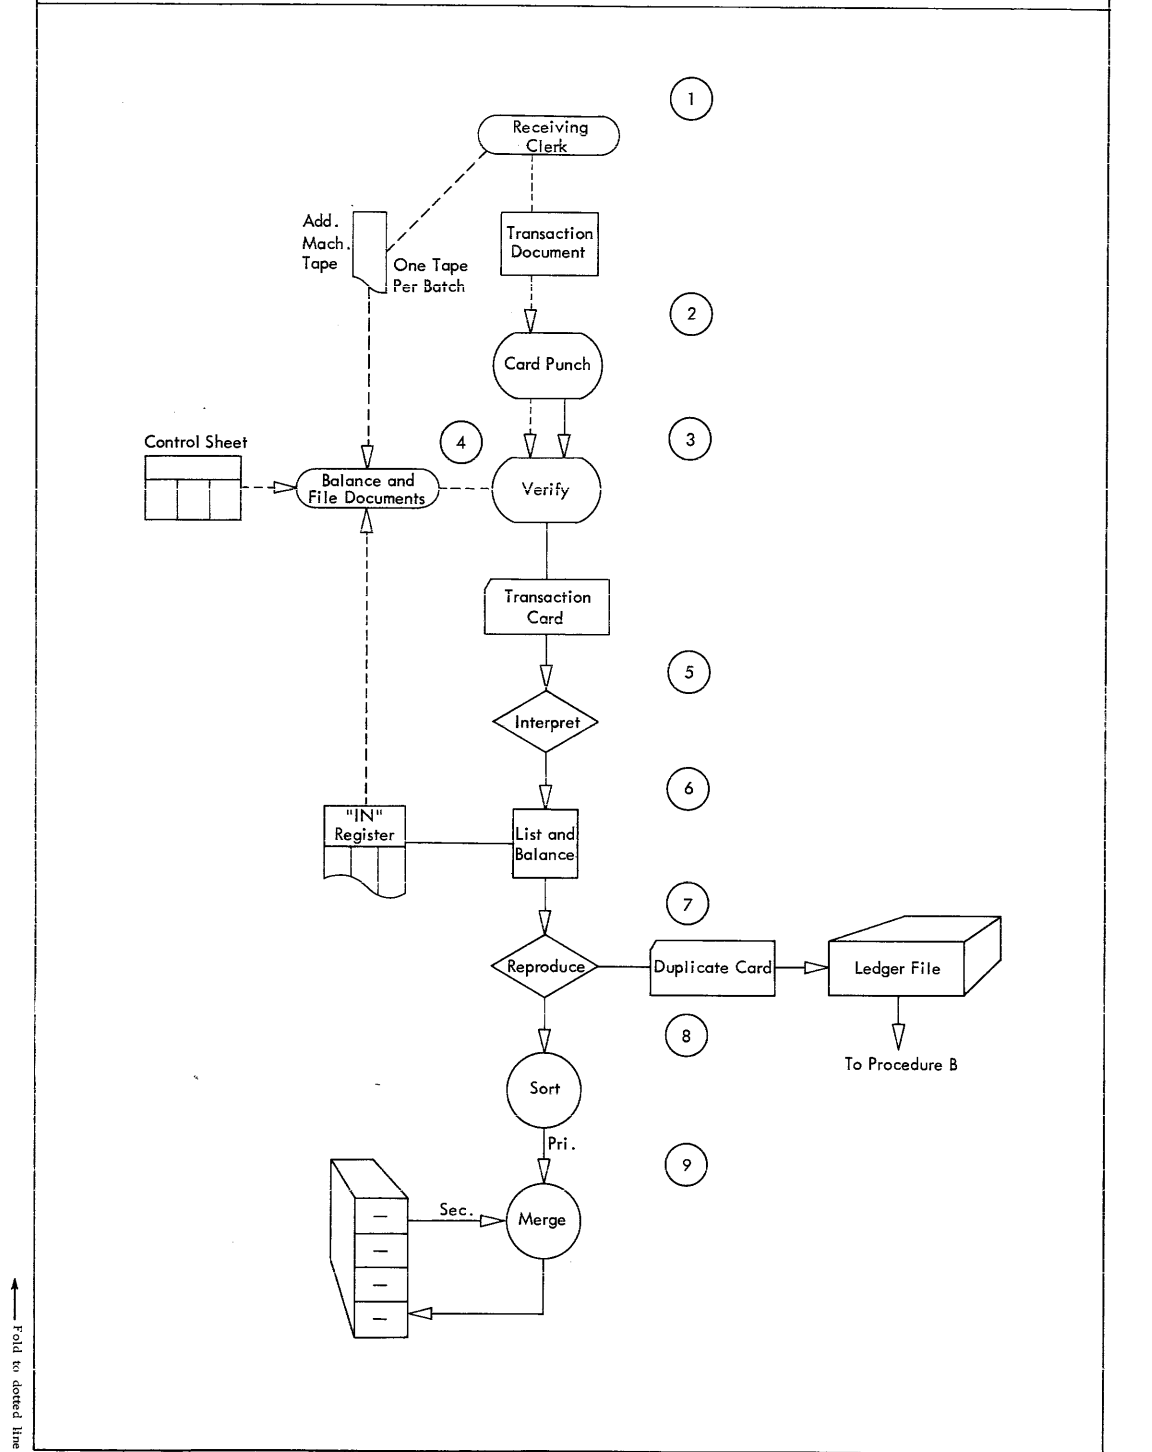 1
Receiving
Clerk
Add.
Mach.
Tape
One Tape
Per Batch
Transaction
Document
2
Card Punch
3
Control Sheet
4
Balance and
File Documents
Verify
Transaction
Card
5
Interpret
6
"IN"
Register
List and
Balance
7
Reproduce
Duplicate Card
Ledger File
8
To Procedure B
Sort
Pri.
9
Sec.
Merge
Fold to dotted line